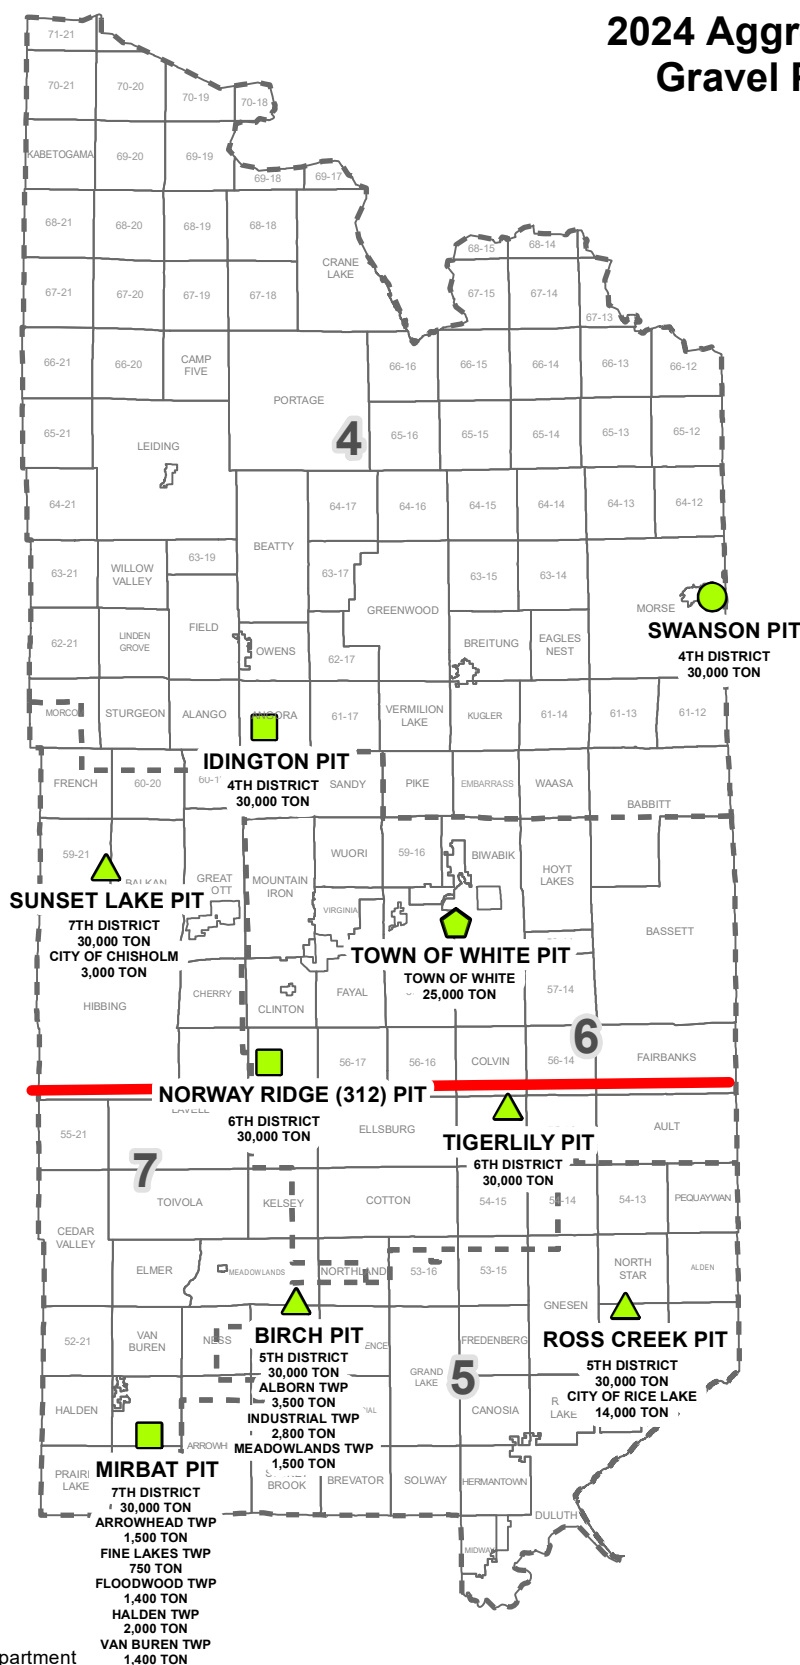 2024 Aggr
Gravel P
71-21
70-21
70-20
70-19
70-18
KABETOGAMA
69-20
69-19
69-18
69-17
68-21
68-20
68-19
68-18
CRANE
LAKE
68-15
68-14
67-21
67-20
67-19
67-18
67-15
67-14
67-13
66-21
66-20
CAMP
FIVE
66-16
66-15
66-14
66-13
66-12
PORTAGE
65-21
LEIDING
4
65-16
65-15
65-14
65-13
65-12
64-21
64-17
64-16
64-15
64-14
64-13
64-12
BEATTY
63-21
WILLOW
VALLEY
63-19
63-17
63-15
63-14
GREENWOOD
MORSE
SWANSON PIT
4TH DISTRICT
30,000 TON
62-21
LINDEN
GROVE
FIELD
OWENS
62-17
BREITUNG
EAGLES
NEST
MORCO
STURGEON
ALANGO
ANGORA
61-17
VERMILION
LAKE
KUGLER
61-14
61-13
61-12
IDINGTON PIT
4TH DISTRICT
30,000 TON
FRENCH
60-20
SANDY
PIKE
EMBARRASS
WAASA
BABBITT
59-21
BALKAN
GREAT
OTT
MOUNTAIN
IRON
WUORI
59-16
BIWABIK
HOYT
LAKES
SUNSET LAKE PIT
7TH DISTRICT
30,000 TON
CITY OF CHISHOLM
3,000 TON
VIRGINIA
BASSETT
TOWN OF WHITE PIT
TOWN OF WHITE
25,000 TON
HIBBING
CHERRY
CLINTON
FAYAL
57-14
6
56-17
56-16
COLVIN
56-14
FAIRBANKS
NORWAY RIDGE (312) PIT
6TH DISTRICT
30,000 TON
LAVELL
55-21
ELLSBURG
AULT
TIGERLILY PIT
6TH DISTRICT
30,000 TON
7
TOIVOLA
KELSEY
COTTON
54-15
54-13
PEQUAYWAN
CEDAR
VALLEY
ELMER
MEADOWLANDS
NORTHLAND
53-16
53-15
NORTH
STAR
ALDEN
GNESEN
52-21
VAN
BUREN
NESS
BIRCH PIT
5TH DISTRICT
30,000 TON
ALBORN TWP
3,500 TON
INDUSTRIAL TWP
2,800 TON
MEADOWLANDS TWP
1,500 TON
ENCE
FREDENBERG
ROSS CREEK PIT
5TH DISTRICT
30,000 TON
CITY OF RICE LAKE
14,000 TON
GRAND
LAKE
5
HALDEN
CANOSIA
R
LAKE
ARROWH
MIRBAT PIT
7TH DISTRICT
30,000 TON
ARROWHEAD TWP
1,500 TON
FINE LAKES TWP
750 TON
FLOODWOOD TWP
1,400 TON
HALDEN TWP
2,000 TON
VAN BUREN TWP
1,400 TON
PRAIRI
LAKE
BROOK
BREVATOR
SOLWAY
HERMANTOWN
DULUTH
MIDWAY
partment